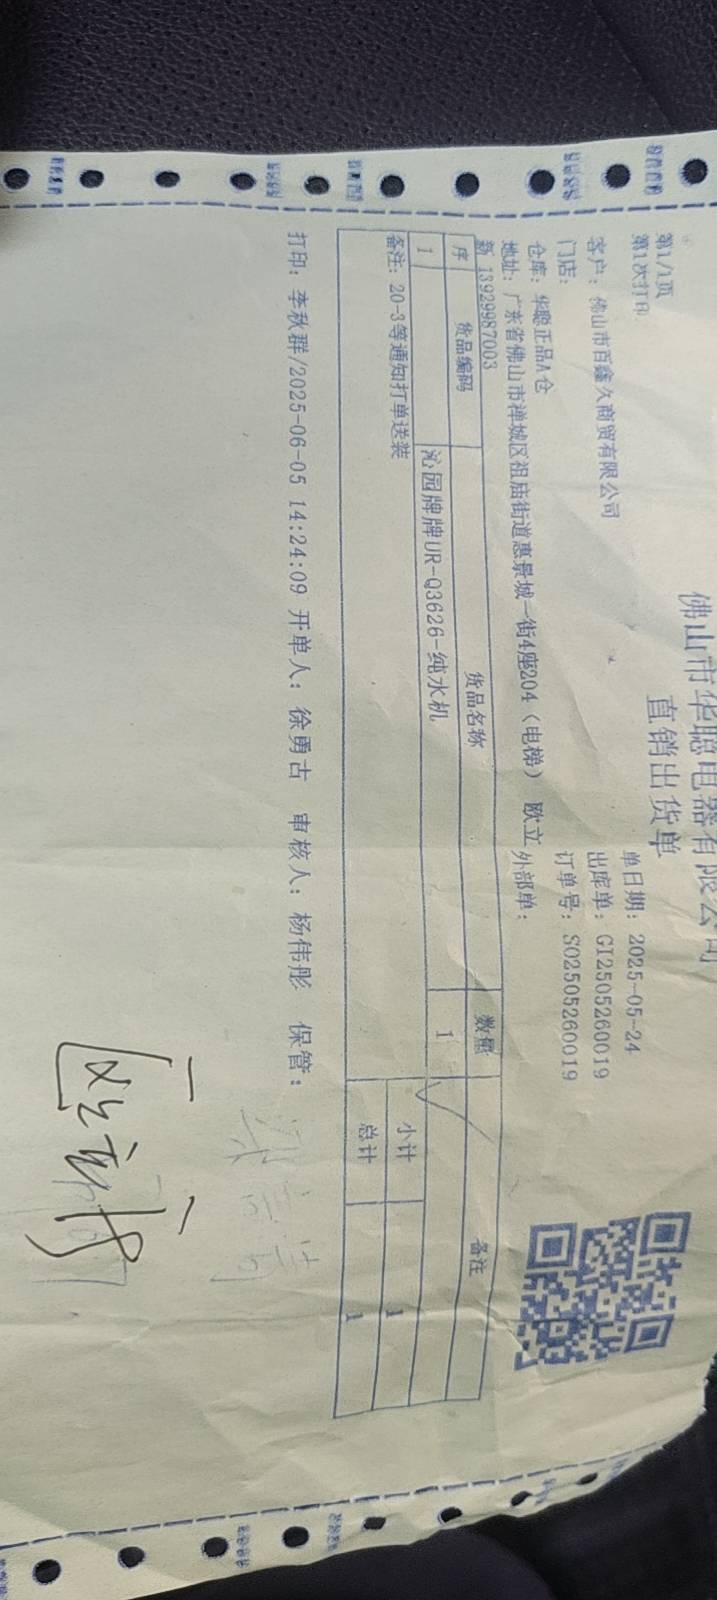 佛山市华聪电器有限公司
直销出货单
第1/1页
第1次打印
单日期: 2025-05-24
客户: 佛山市百鑫久商贸有限公司
出库单: GI2505260019
门店:
订单号: SO2505260019
仓库: 华聪正品A仓
外部单:
地址: 广东省佛山市禅城区祖庙街道惠景城一街4座204（电梯） 欧立
新 13929987003
序 货品编码 货品名称 数量 备注
1 沁园牌牌UR-Q3626-纯水机 1
小计 1
备注: 20-3等通知打单送装
总计 1
打印: 李秋群/2025-06-05 14:24:09 开单人: 徐勇古 审核人: 杨伟彤 保管: